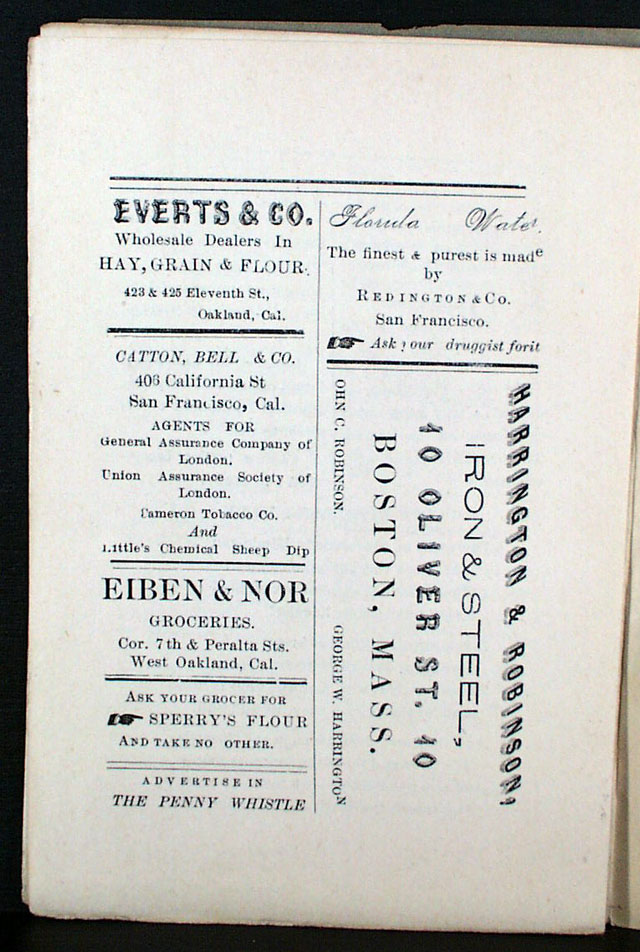 EVERTS & CO.
Wholesale Dealers In
HAY, GRAIN & FLOUR.
423 & 425 Eleventh St.,
Oakland, Cal.
CATTON, BELL & CO.
406 California St
San Francisco, Cal.
AGENTS FOR
General Assurance Company of
London.
Union Assurance Society of
London.
Cameron Tobacco Co.
And
Little's Chemical Sheep Dip
EIBEN & NOR
GROCERIES.
Cor. 7th & Peralta Sts.
West Oakland, Cal.
ASK YOUR GROCER FOR
SPERRY'S FLOUR
AND TAKE NO OTHER.
ADVERTISE IN
THE PENNY WHISTLE
Florida Water.
The finest & purest is made
by
REDINGTON & Co.
San Francisco.
Ask your druggist forit
HARRINGTON & ROBINSON,
IRON & STEEL,
10 OLIVER ST. 10
BOSTON, MASS.
OHN C. ROBINSON. GEORGE W. HARRINGTON